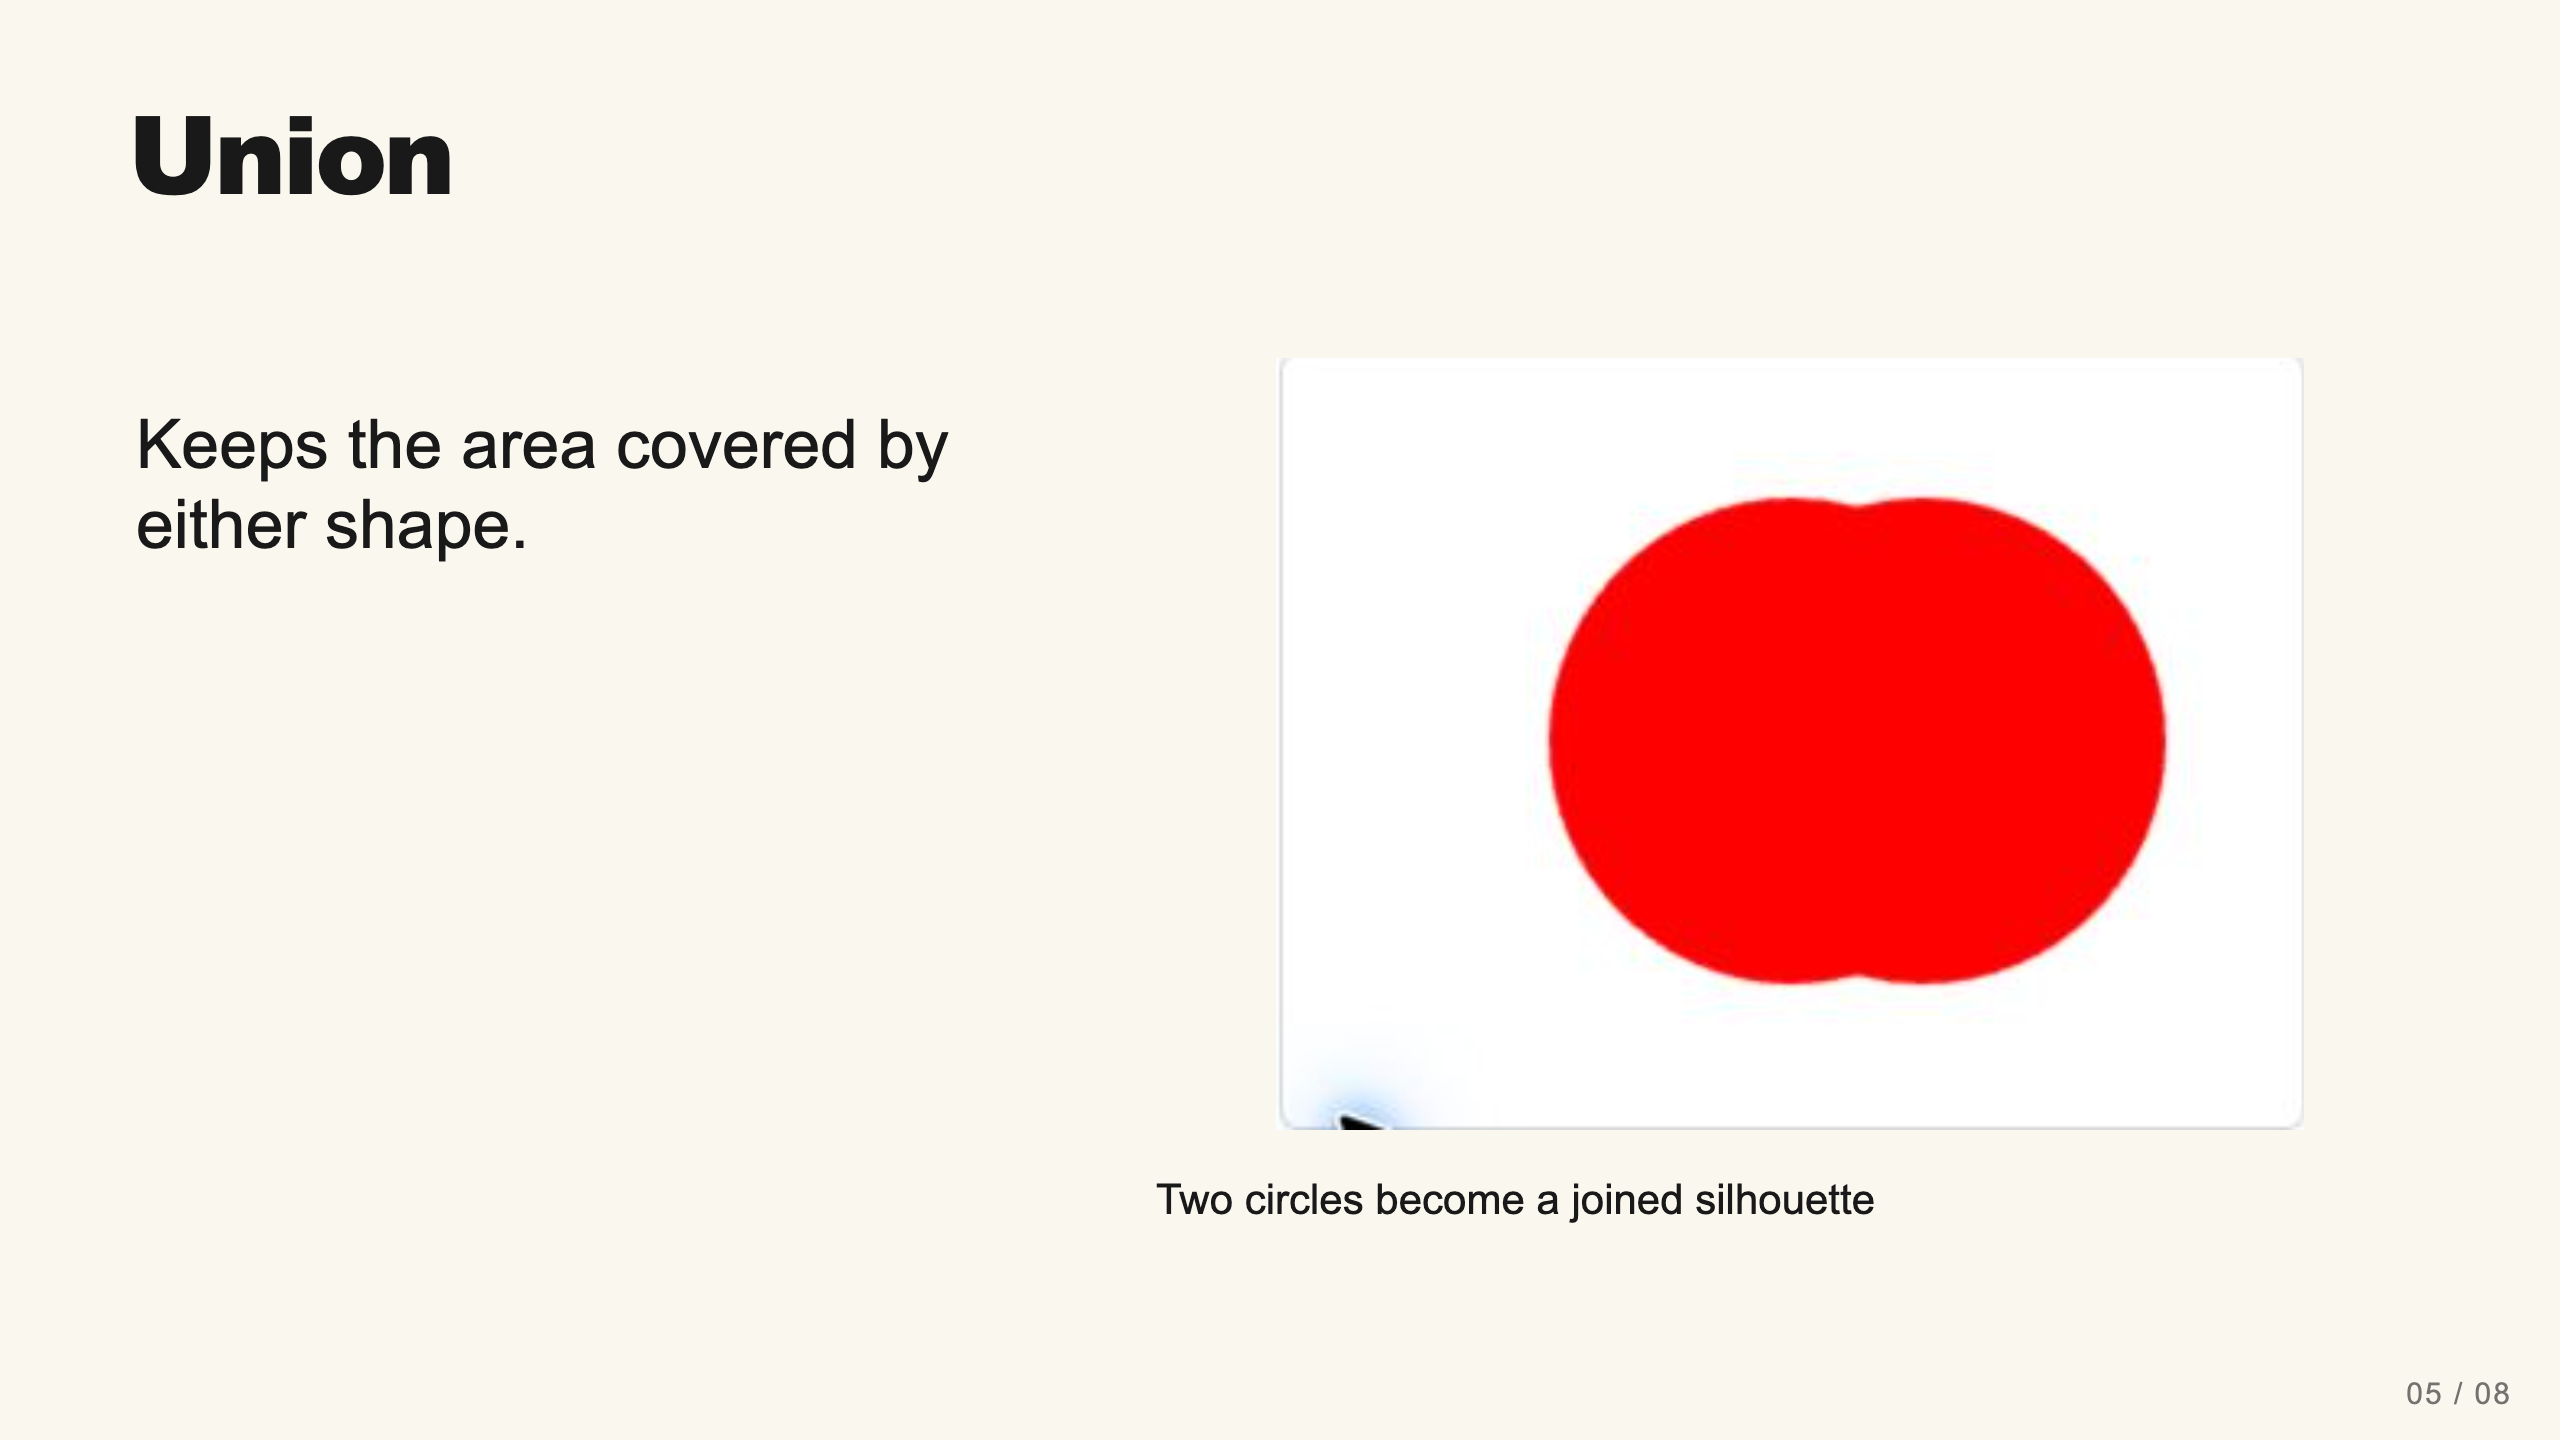 Union
Keeps the area covered by
either shape.
Two circles become a joined silhouette
05 / 08